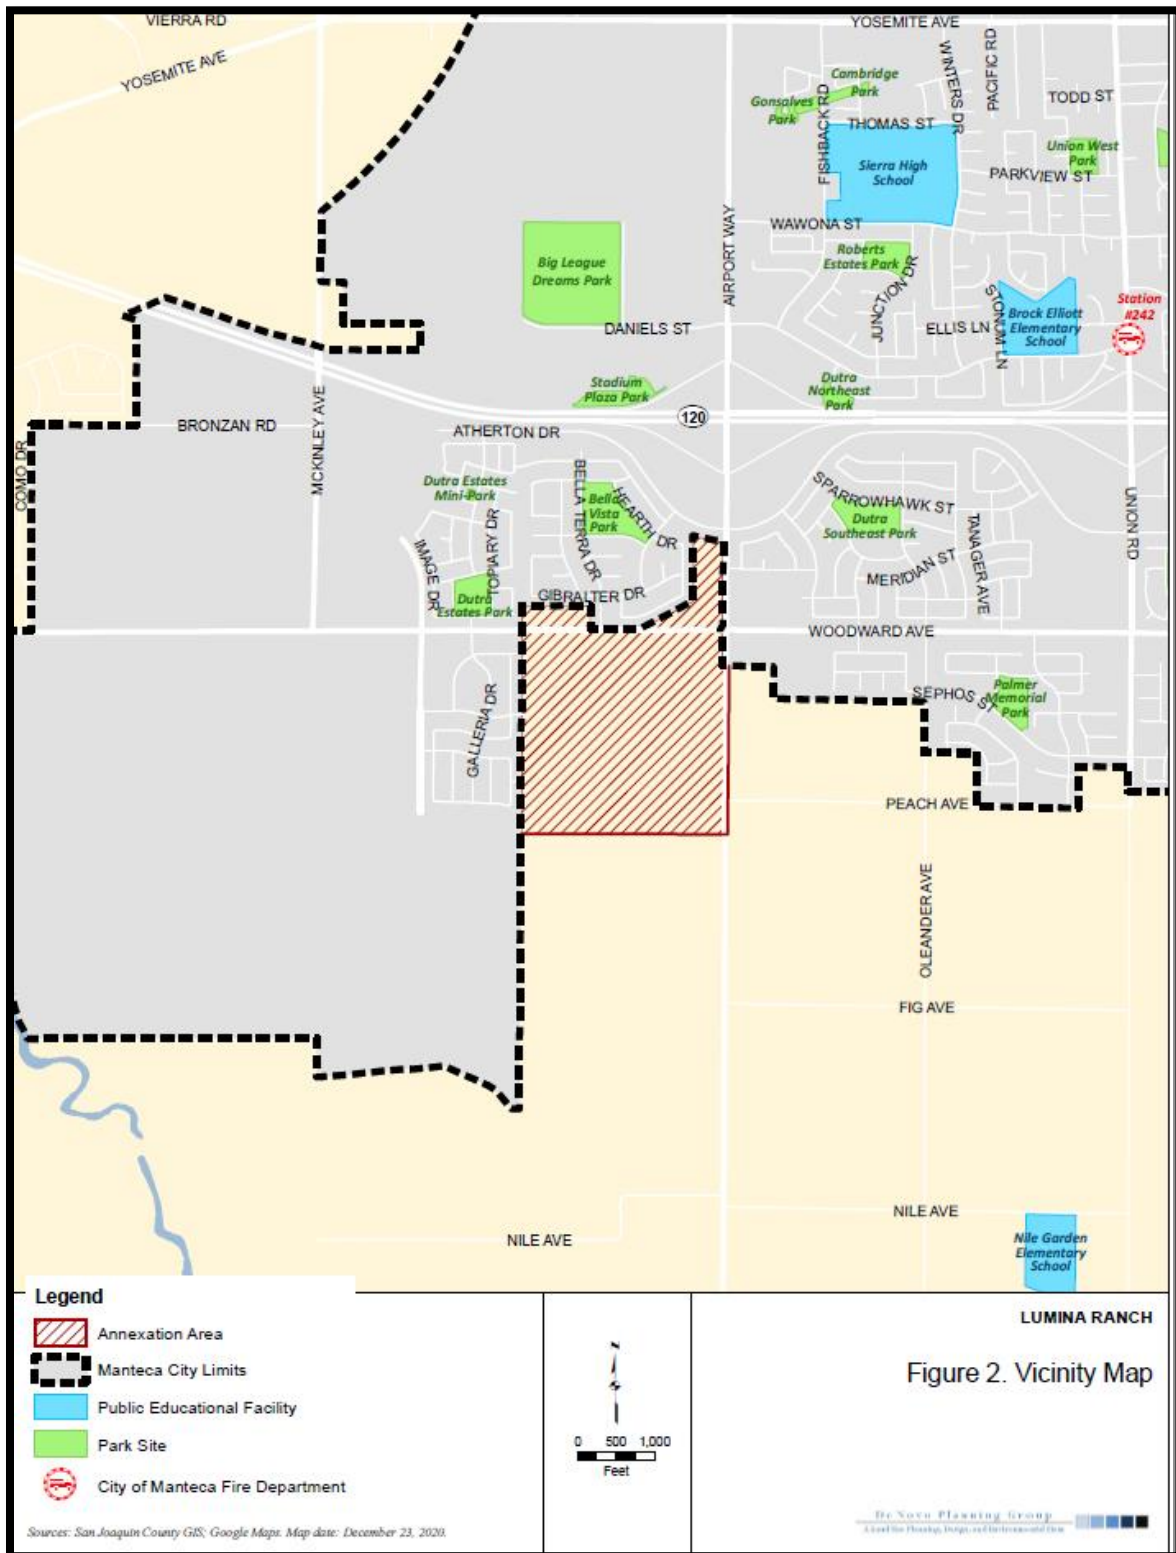 VIERRA RD
YOSEMITE AVE
YOSEMITE AVE
WINTERS DR
PACIFIC RD
Cambridge
Park
Gonsalves
Park
FISHBACK RD
THOMAS ST
TODD ST
Union West
Park
PARKVIEW ST
Sierra High
School
AIRPORT WAY
WAWONA ST
Roberts
Estates Park
JUNCTION DR
Big League
Dreams Park
DANIELS ST
ELLIS LN
STONUM LN
Brock Elliott
Elementary
School
Station
#242
Stadium
Plaza Park
Dutra
Northeast
Park
120
BRONZAN RD
MCKINLEY AVE
COMO DR
ATHERTON DR
Dutra Estates
Mini-Park
BELLA TERRA DR
Bella
Vista
Park
HEARTH DR
SPARROWHAWK ST
Dutra
Southeast Park
TANAGER AVE
UNION RD
IMAGE DR
TOPIARY DR
MERIDIAN ST
Dutra
Estates Park
GIBRALTER DR
WOODWARD AVE
GALLERIA DR
SEPHOS ST
Palmer
Memorial
Park
PEACH AVE
OLEANDER AVE
FIG AVE
NILE AVE
NILE AVE
Nile Garden
Elementary
School
Legend
Annexation Area
Manteca City Limits
Public Educational Facility
Park Site
City of Manteca Fire Department
Sources: San Joaquin County GIS; Google Maps. Map date: December 23, 2020.
0 500 1,000
Feet
LUMINA RANCH
Figure 2. Vicinity Map
De Novo Planning Group
A Land Use Planning, Design, and Environmental Firm